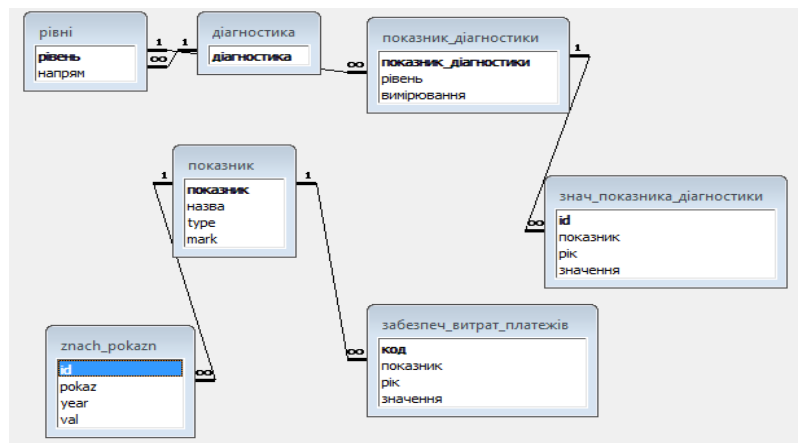 рівні
рівень
напрям
діагностика
діагностика
показник_діагностики
показник_діагностики
рівень
вимірювання
1
∞
1
∞
1
показник
показник
назва
type
mark
1
1
знач_показника_діагностики
id
показник
рік
значення
∞
znach_pokazn
id
pokaz
year
val
∞
забезпеч_витрат_платежів
код
показник
рік
значення
∞